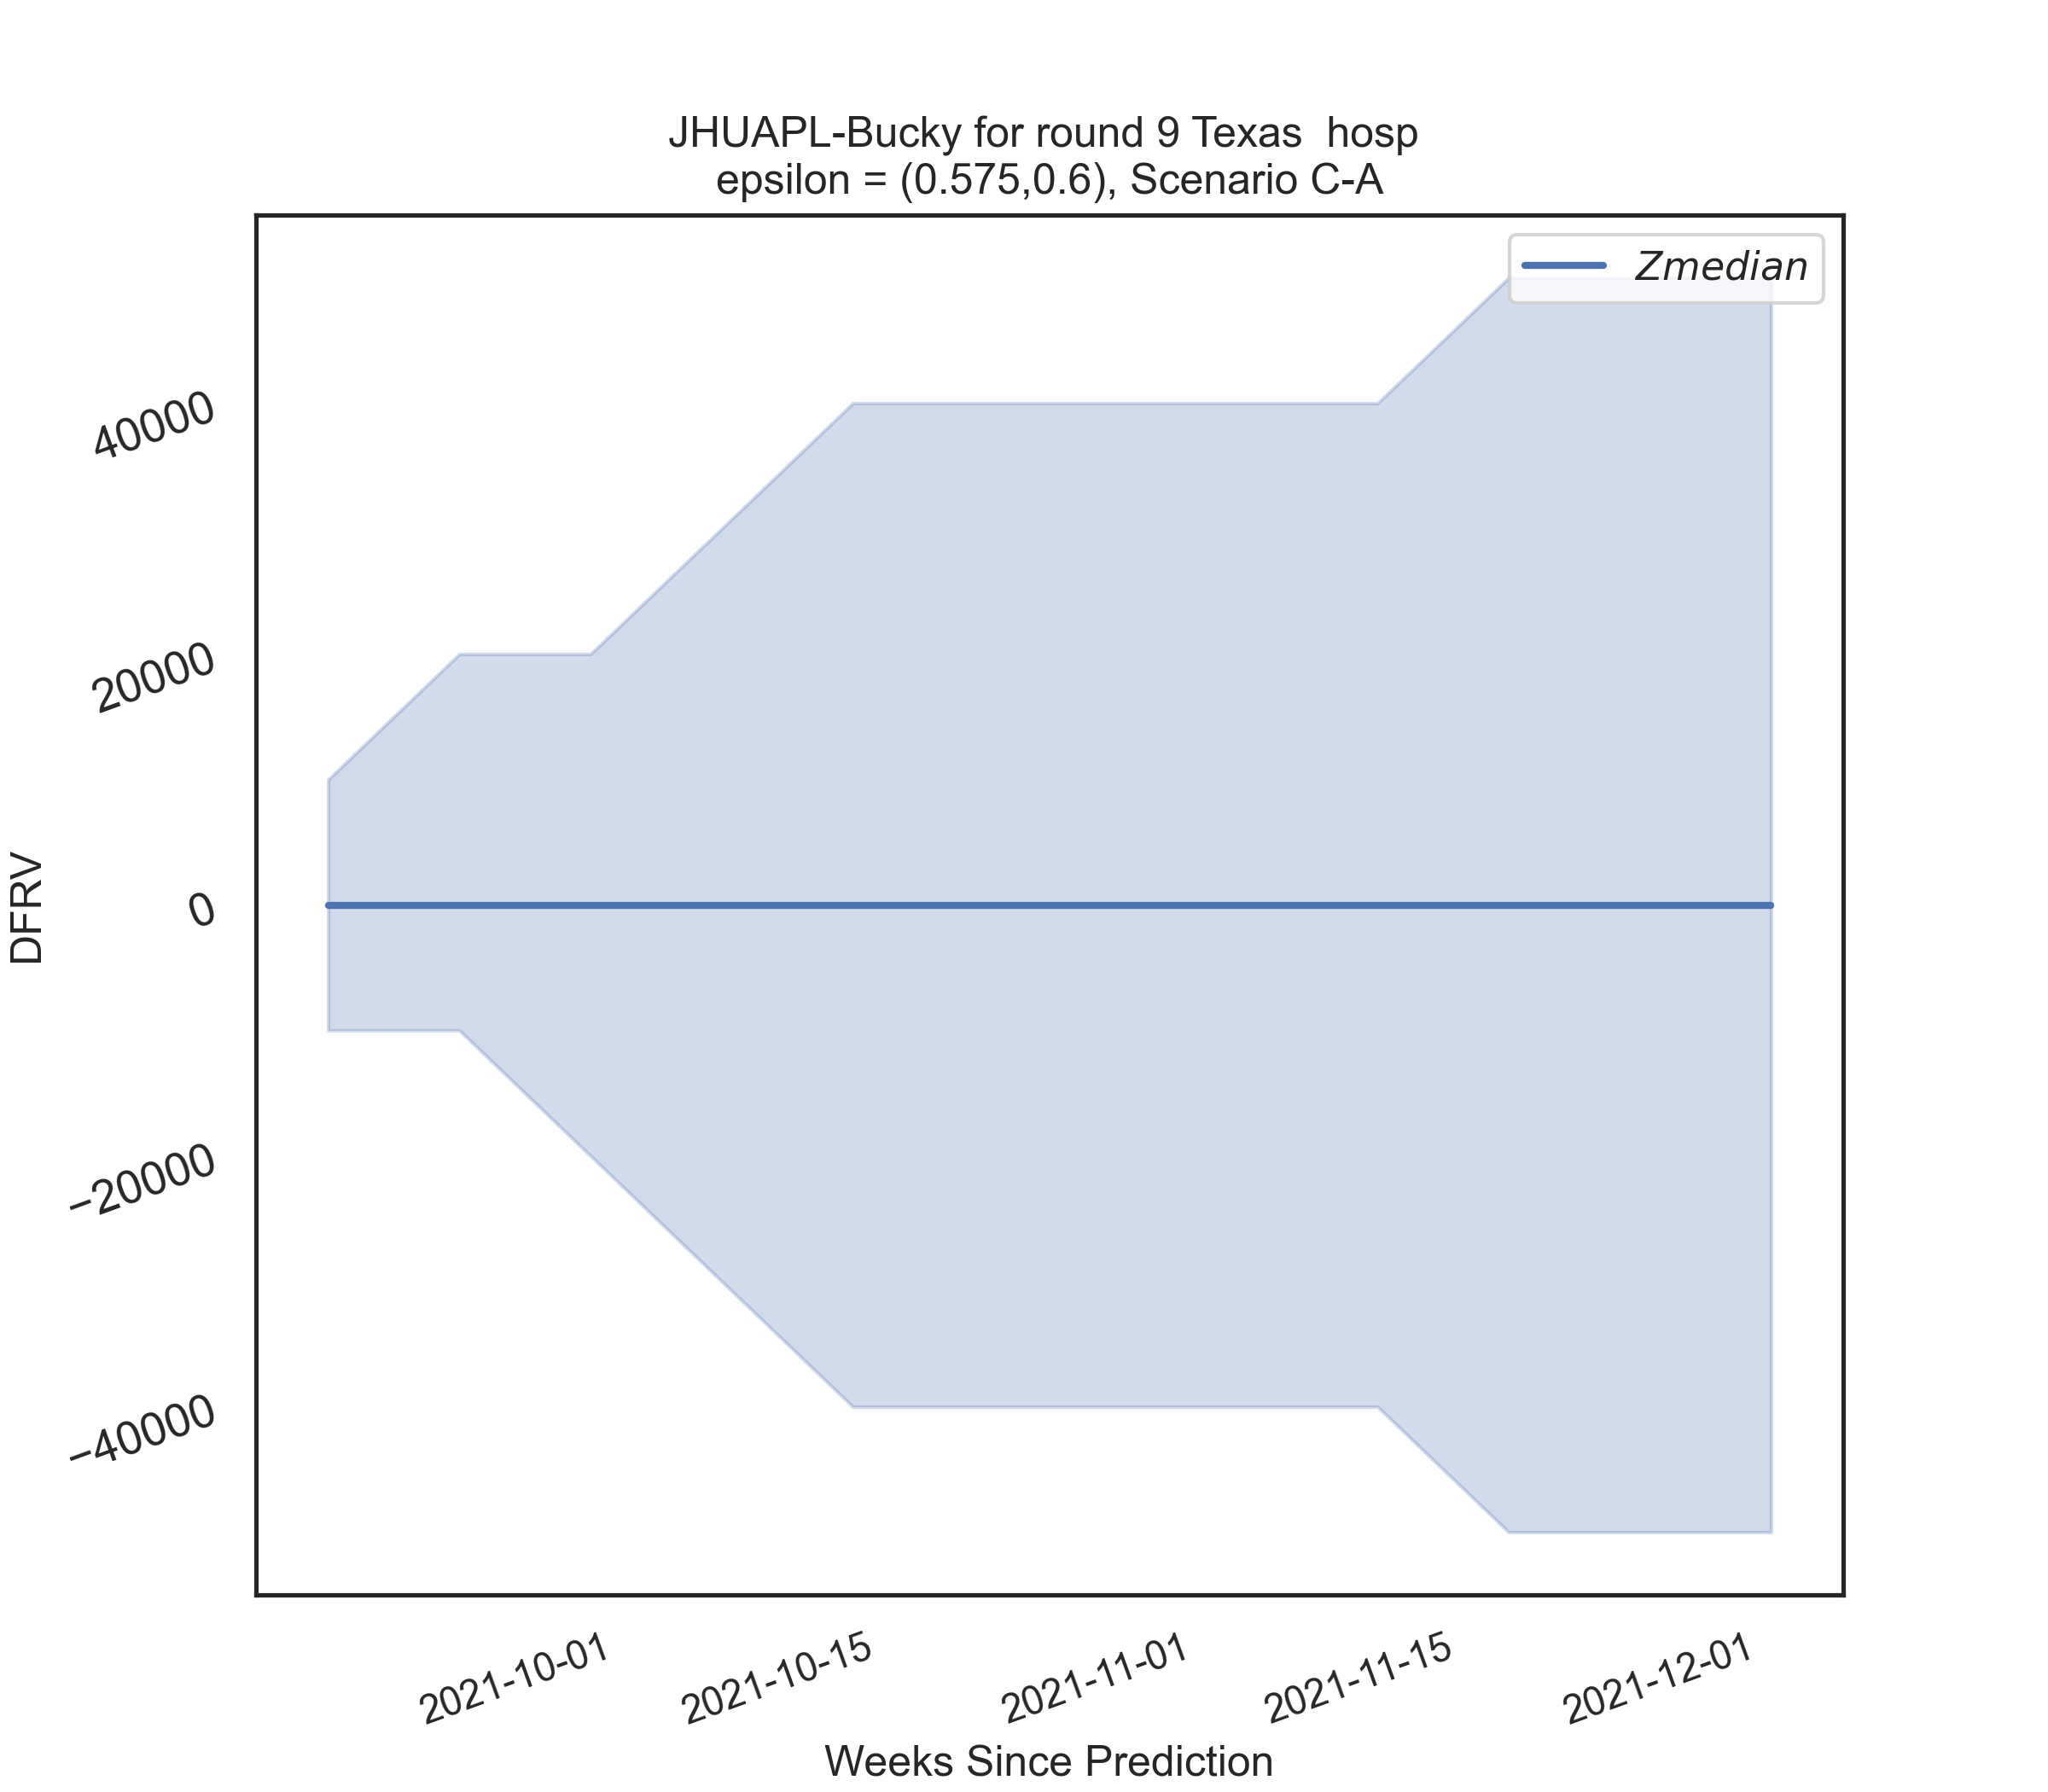 JHUAPL-Bucky for round 9 Texas  hosp
epsilon = (0.575,0.6), Scenario C-A
Zmedian
40000
20000
0
−20000
−40000
DFRV
2021-10-01
2021-10-15
2021-11-01
2021-11-15
2021-12-01
Weeks Since Prediction